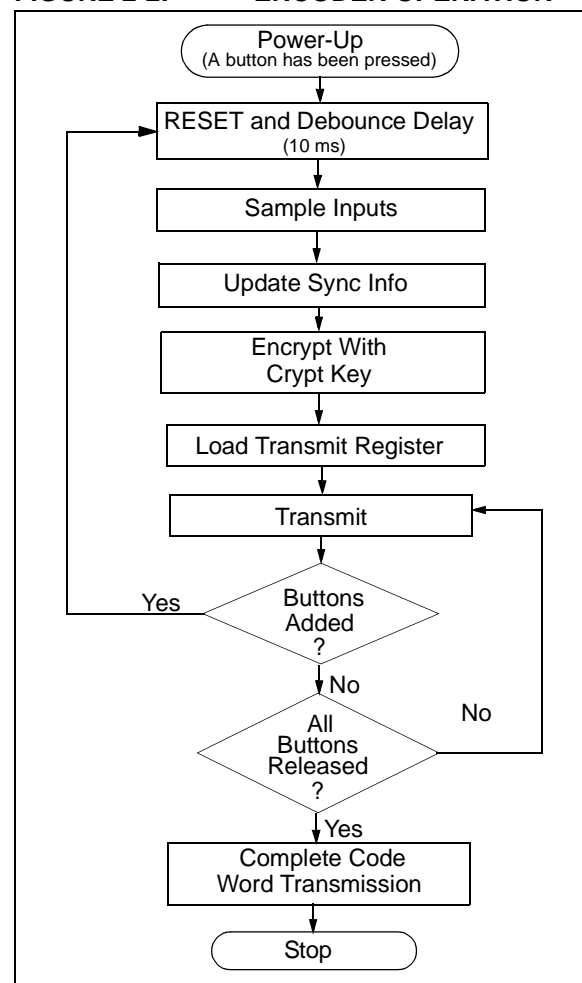 Power-Up
(A button has been pressed)
RESET and Debounce Delay
(10 ms)
Sample Inputs
Update Sync Info
Encrypt With
Crypt Key
Load Transmit Register
Transmit
Yes
Buttons
Added
?
No
All
Buttons
Released
?
No
Yes
Complete Code
Word Transmission
Stop